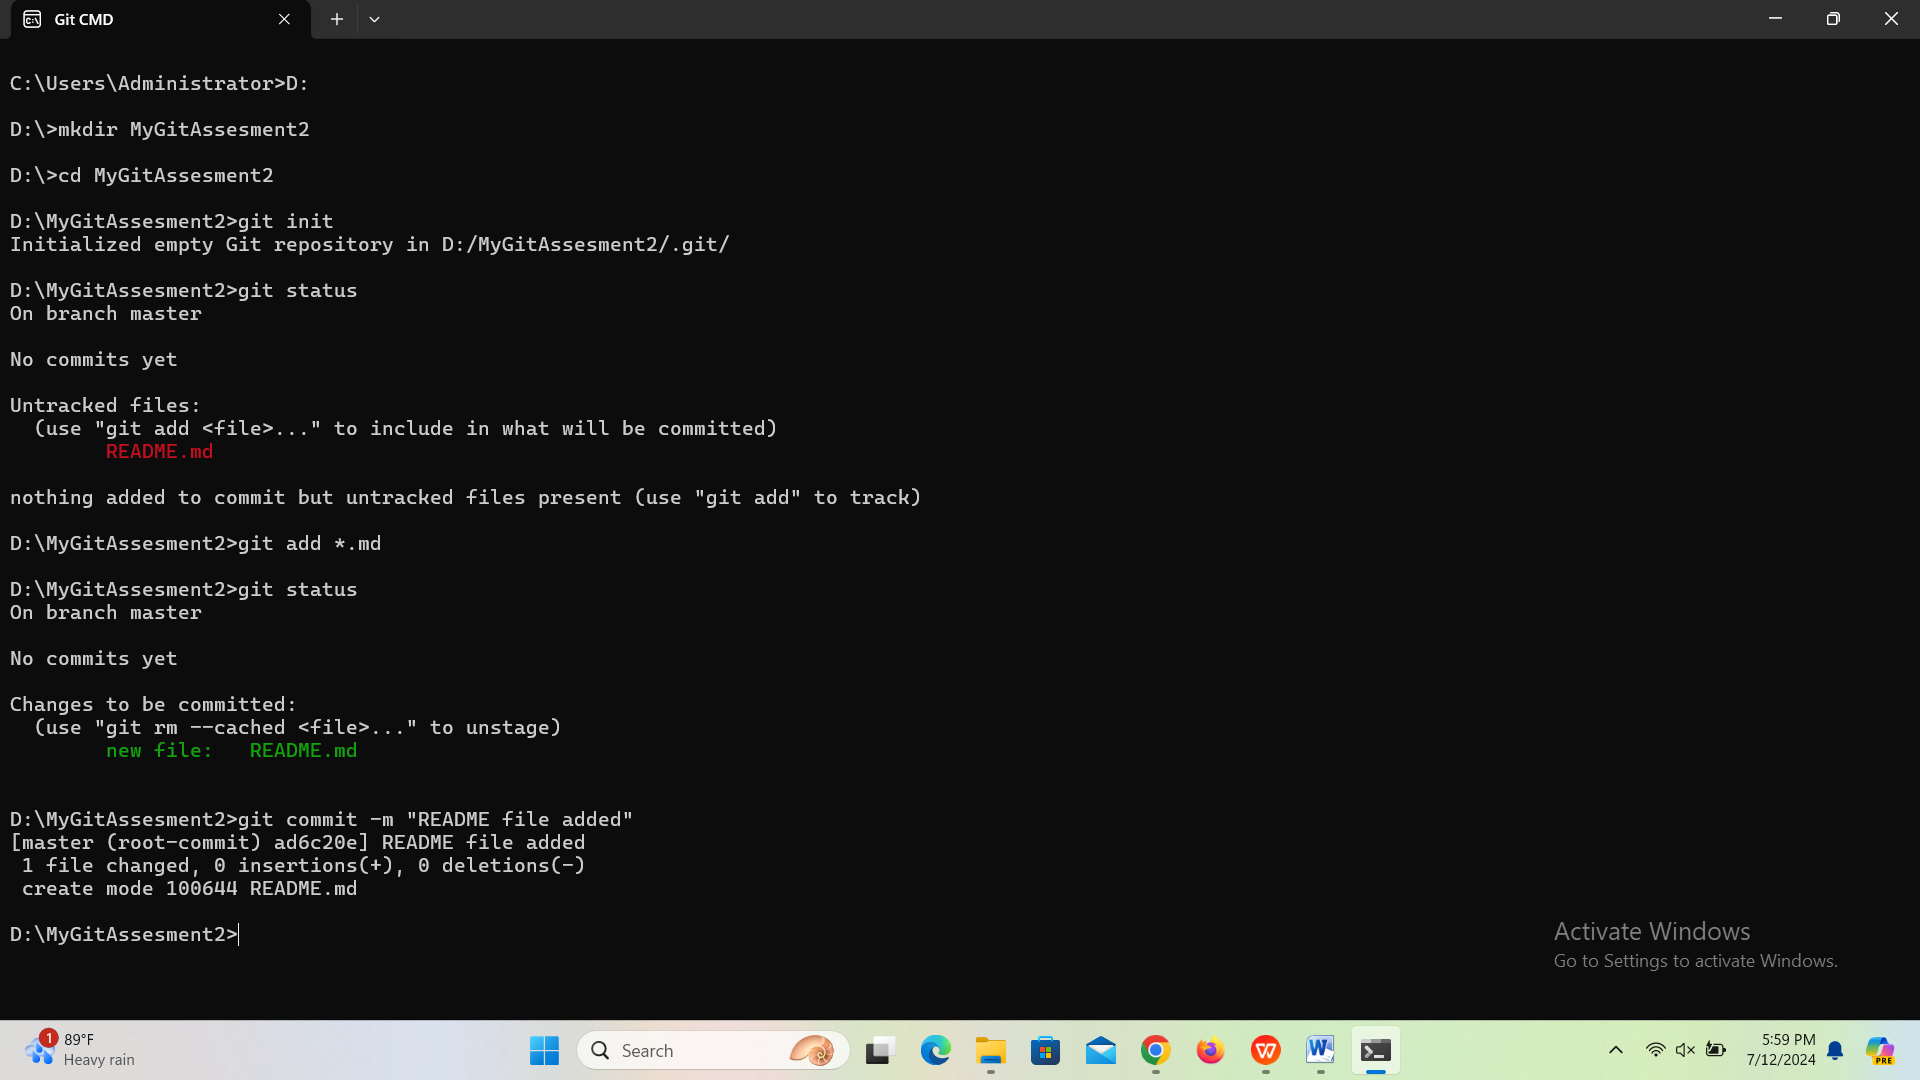 Git CMD
C:\Users\Administrator>D:
D:\>mkdir MyGitAssesment2
D:\>cd MyGitAssesment2
D:\MyGitAssesment2>git init
Initialized empty Git repository in D:/MyGitAssesment2/.git/
D:\MyGitAssesment2>git status
On branch master
No commits yet
Untracked files:
  (use "git add <file>..." to include in what will be committed)
        README.md
nothing added to commit but untracked files present (use "git add" to track)
D:\MyGitAssesment2>git add *.md
D:\MyGitAssesment2>git status
On branch master
No commits yet
Changes to be committed:
  (use "git rm --cached <file>..." to unstage)
        new file:   README.md
D:\MyGitAssesment2>git commit -m "README file added"
[master (root-commit) ad6c20e] README file added
 1 file changed, 0 insertions(+), 0 deletions(-)
 create mode 100644 README.md
D:\MyGitAssesment2>
Activate Windows
Go to Settings to activate Windows.
1
89°F
Heavy rain
Search
W
W
5:59 PM
7/12/2024
PRE